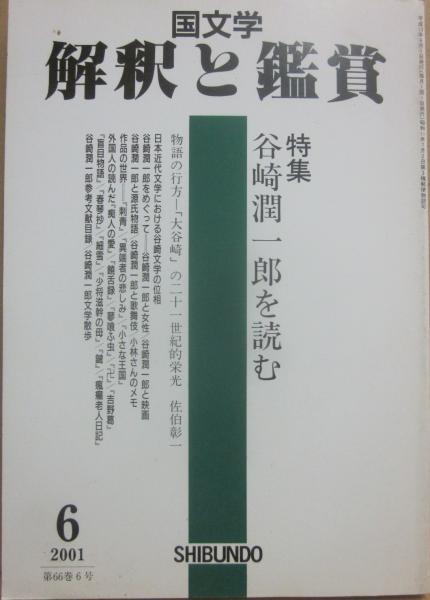 国文学
解釈と鑑賞
特集
谷崎潤一郎を読む
物語の行方―「大谷崎」の二十一世紀的栄光 佐伯彰一
日本近代文学における谷崎文学の位相
谷崎潤一郎をめぐって――谷崎潤一郎と女性/谷崎潤一郎と映画
谷崎潤一郎と源氏物語/谷崎潤一郎と歌舞伎/小林さんのメモ
作品の世界――『刺青』/『異端者の悲しみ』/『小さな王国』
外国人の読んだ『痴人の愛』/『饒舌録』/『蓼喰ふ虫』/『卍』/『吉野葛』
『盲目物語』/『春琴抄』/『細雪』/『少将滋幹の母』/『鍵』/『瘋癲老人日記』
谷崎潤一郎参考文献目録 谷崎潤一郎文学散歩
6
2001
第66巻6号
SHIBUNDO